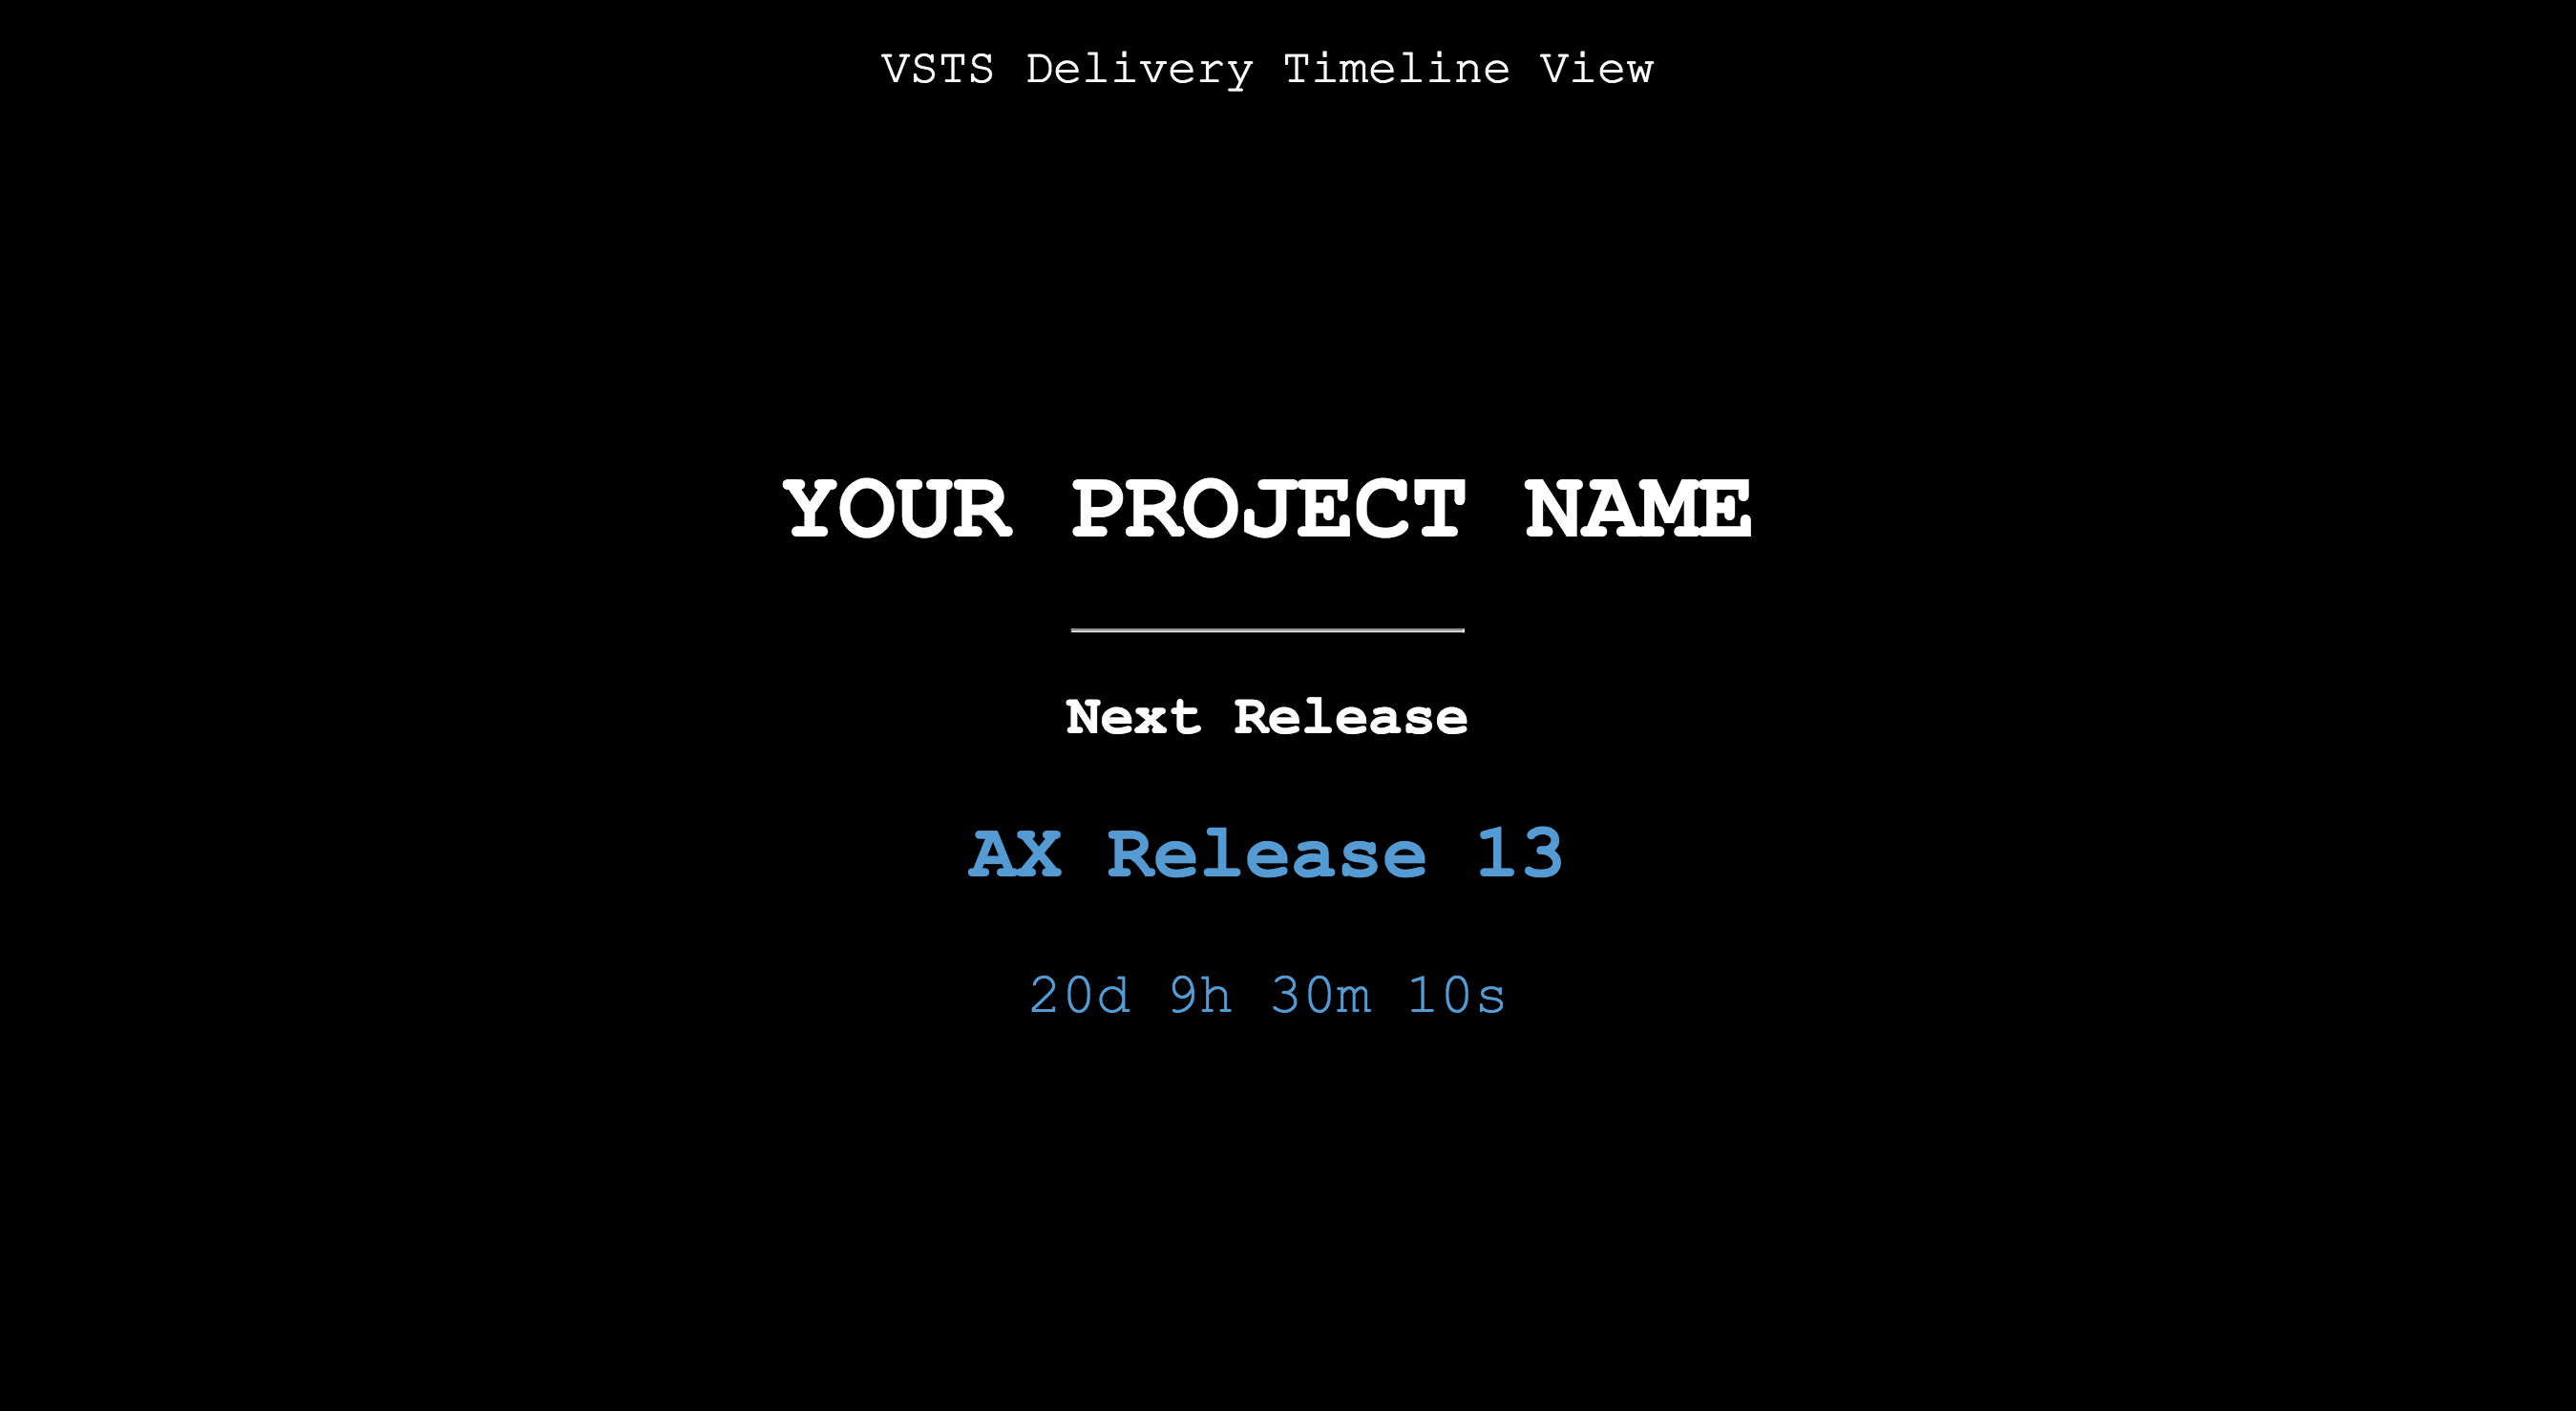 VSTS Delivery Timeline View
YOUR PROJECT NAME
Next Release
AX Release 13
20d 9h 30m 10s